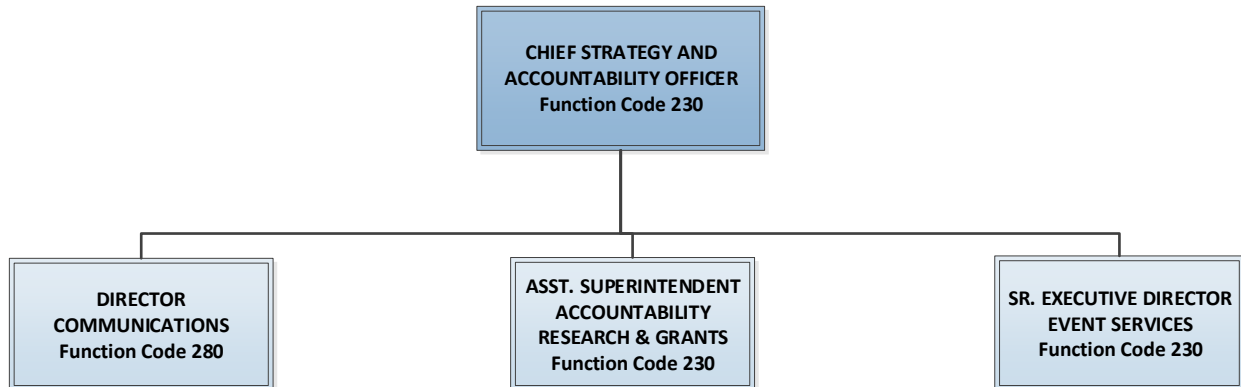 CHIEF STRATEGY AND
ACCOUNTABILITY OFFICER
Function Code 230
DIRECTOR
COMMUNICATIONS
Function Code 280
ASST. SUPERINTENDENT
ACCOUNTABILITY
RESEARCH & GRANTS
Function Code 230
SR. EXECUTIVE DIRECTOR
EVENT SERVICES
Function Code 230